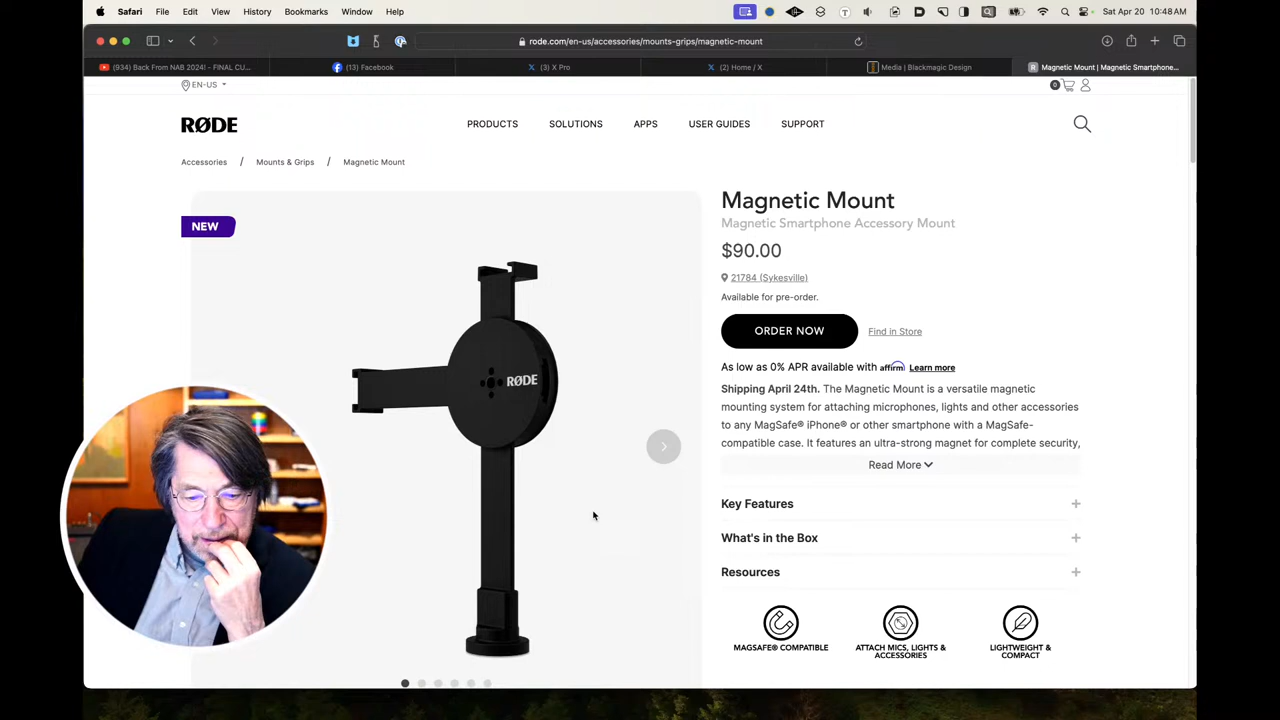 Safari File Edit View History Bookmarks Window Help
Sat Apr 20 10:48 AM
rode.com/en-us/accessories/mounts-grips/magnetic-mount
(934) Back From NAB 2024! - FINAL CU...
(13) Facebook
(3) X Pro
(2) Home / X
Media | Blackmagic Design
Magnetic Mount | Magnetic Smartphone...
EN-US
0
RØDE
PRODUCTS SOLUTIONS APPS USER GUIDES SUPPORT
Accessories / Mounts & Grips / Magnetic Mount
NEW
RØDE
Magnetic Mount
Magnetic Smartphone Accessory Mount
$90.00
21784 (Sykesville)
Available for pre-order.
ORDER NOW
Find in Store
As low as 0% APR available with affirm Learn more
Shipping April 24th. The Magnetic Mount is a versatile magnetic
mounting system for attaching microphones, lights and other accessories
to any MagSafe® iPhone® or other smartphone with a MagSafe-
compatible case. It features an ultra-strong magnet for complete security,
Read More
Key Features +
What's in the Box +
Resources +
MAGSAFE® COMPATIBLE
ATTACH MICS, LIGHTS &
ACCESSORIES
LIGHTWEIGHT &
COMPACT